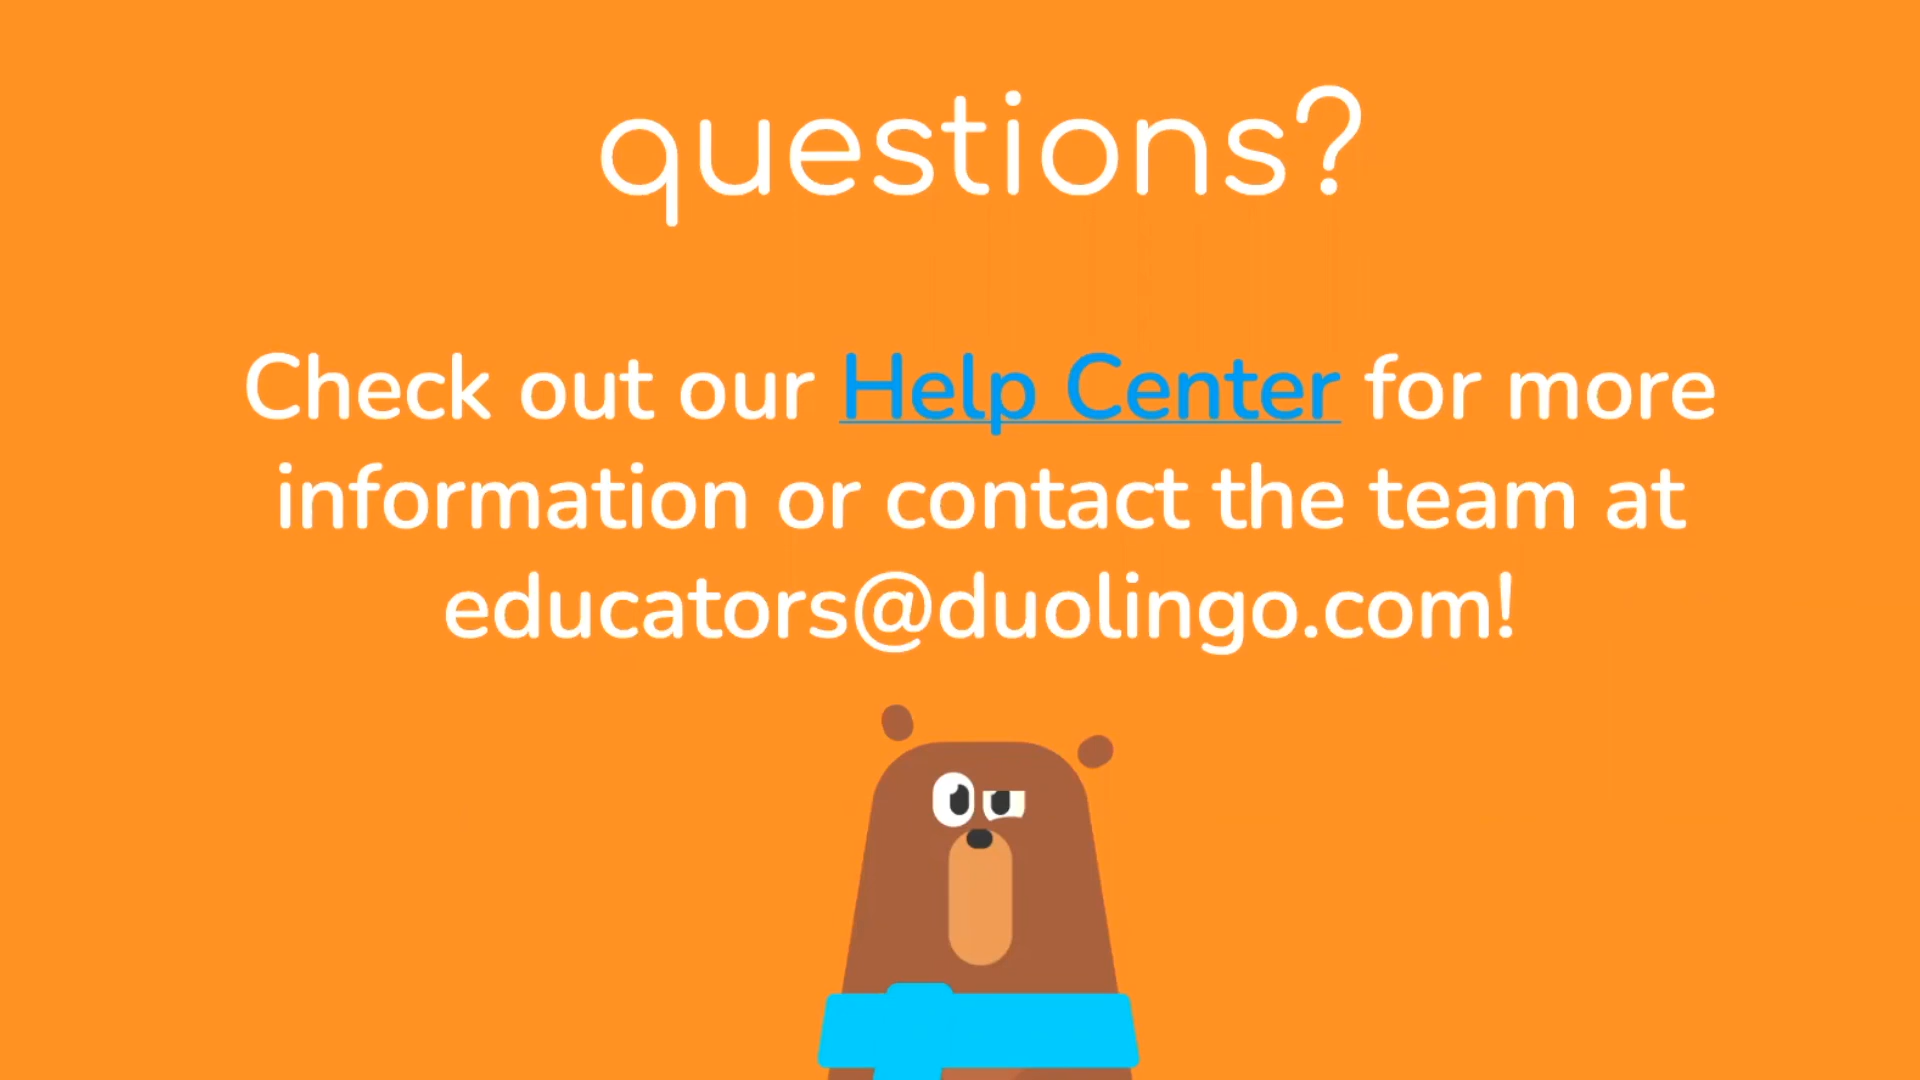 questions?
Check out our Help Center for more
information or contact the team at
educators@duolingo.com!